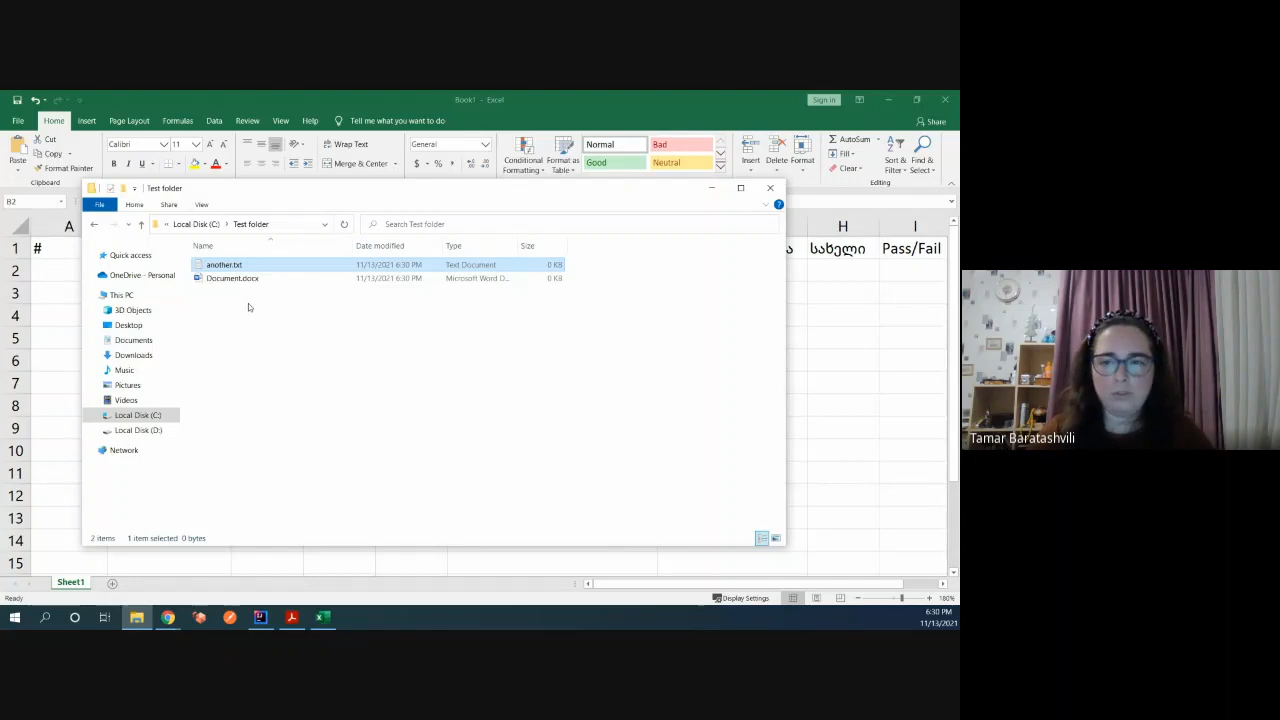 Book1 - Excel
Sign in
File Home Insert Page Layout Formulas Data Review View Help Tell me what you want to do Share
Cut
Copy
Format Painter
Paste
Clipboard
Calibri 11
Wrap Text
Merge & Center
General
Conditional Formatting
Format as Table
Normal Bad
Good Neutral
Insert Delete Format
AutoSum
Fill
Clear
Sort & Filter
Find & Select
Editing
B2
Test folder
File Home Share View
Local Disk (C:) Test folder
Search Test folder
A H I
Name Date modified Type Size
1 # სახელი Pass/Fail
another.txt 11/13/2021 6:30 PM Text Document 0 KB
Document.docx 11/13/2021 6:30 PM Microsoft Word D... 0 KB
Quick access
OneDrive - Personal
This PC
3D Objects
Desktop
Documents
Downloads
Music
Pictures
Videos
Local Disk (C:)
Local Disk (D:)
Network
2
3
4
5
6
7
8
9
10
11
12
13
14
15
2 items 1 item selected 0 bytes
Sheet1
Ready
Display Settings
180%
6:30 PM
11/13/2021
Tamar Baratashvili